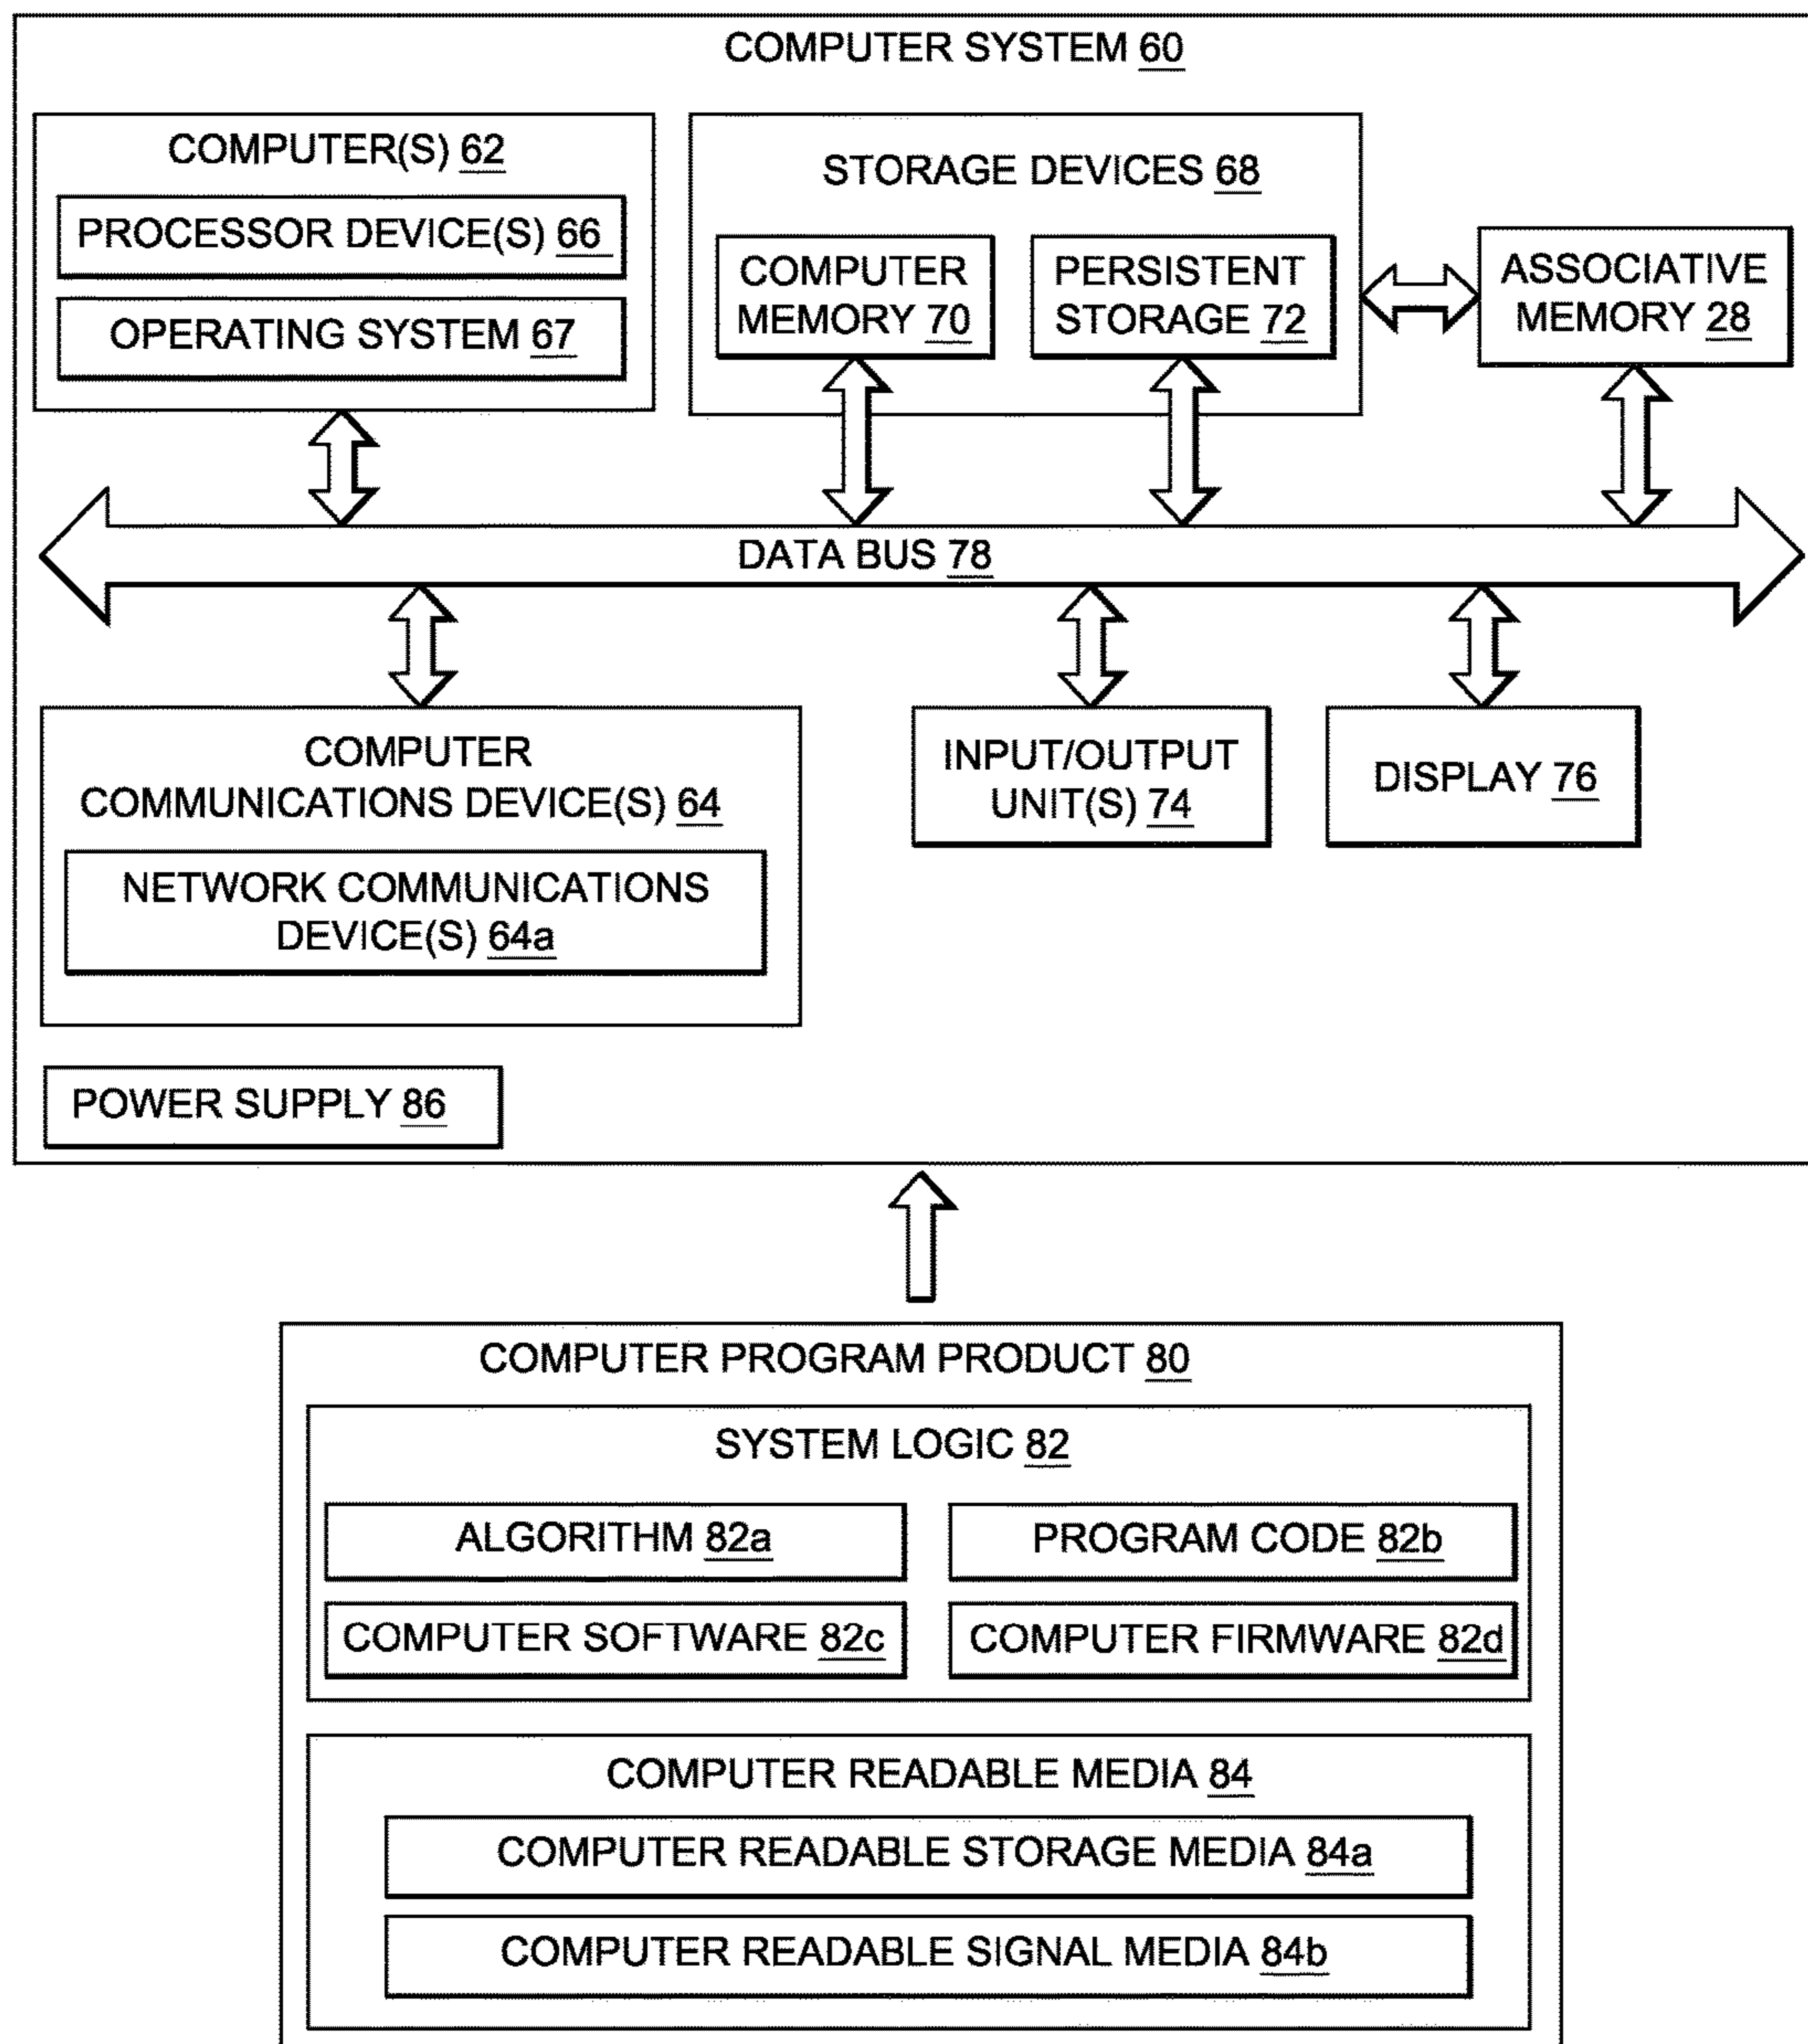 COMPUTER SYSTEM 60
COMPUTER(S) 62
PROCESSOR DEVICE(S) 66
OPERATING SYSTEM 67
STORAGE DEVICES 68
COMPUTER
MEMORY 70
PERSISTENT
STORAGE 72
ASSOCIATIVE
MEMORY 28
DATA BUS 78
COMPUTER
COMMUNICATIONS DEVICE(S) 64
NETWORK COMMUNICATIONS
DEVICE(S) 64a
INPUT/OUTPUT
UNIT(S) 74
DISPLAY 76
POWER SUPPLY 86
COMPUTER PROGRAM PRODUCT 80
SYSTEM LOGIC 82
ALGORITHM 82a
PROGRAM CODE 82b
COMPUTER SOFTWARE 82c
COMPUTER FIRMWARE 82d
COMPUTER READABLE MEDIA 84
COMPUTER READABLE STORAGE MEDIA 84a
COMPUTER READABLE SIGNAL MEDIA 84b